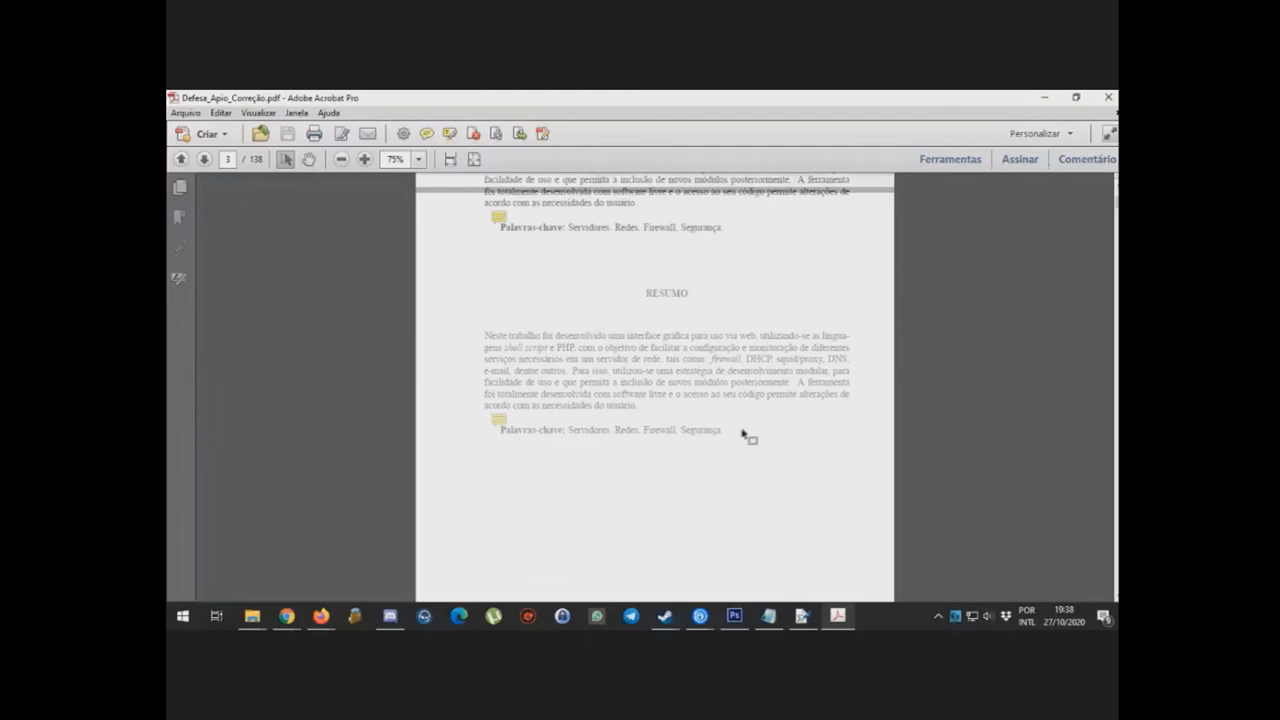 Defesa_Apio_Correção.pdf - Adobe Acrobat Pro
Arquivo Editar Visualizar Janela Ajuda
Criar
Personalizar
3 / 138
75%
Ferramentas Assinar Comentário
facilidade de uso e que permita a inclusão de novos módulos posteriormente. A ferramenta
foi totalmente desenvolvida com software livre e o acesso ao seu código permite alterações de
acordo com as necessidades do usuário.
Palavras-chave: Servidores. Redes. Firewall. Segurança
RESUMO
Neste trabalho foi desenvolvido uma interface gráfica para uso via web, utilizando-se as lingua-
gens shell script e PHP, com o objetivo de facilitar a configuração e monitoração de diferentes
serviços necessários em um servidor de rede, tais como: firewall, DHCP, squid/proxy, DNS,
e-mail, dentre outros. Para isso, utilizou-se uma estratégia de desenvolvimento modular, para
facilidade de uso e que permita a inclusão de novos módulos posteriormente. A ferramenta
foi totalmente desenvolvida com software livre e o acesso ao seu código permite alterações de
acordo com as necessidades do usuário.
Palavras-chave: Servidores. Redes. Firewall. Segurança.
Ps
POR
INTL
19:38
27/10/2020